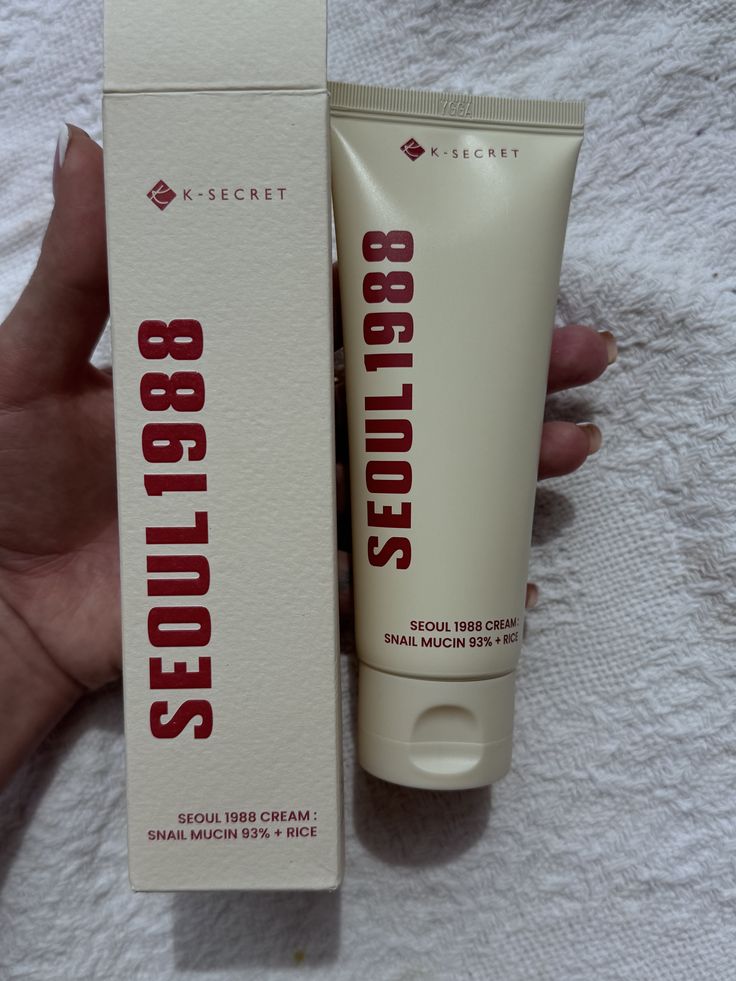 K-SECRET
SEOUL1988
SEOUL 1988 CREAM :
SNAIL MUCIN 93% + RICE
K-SECRET
SEOUL1988
SEOUL 1988 CREAM :
SNAIL MUCIN 93% + RICE